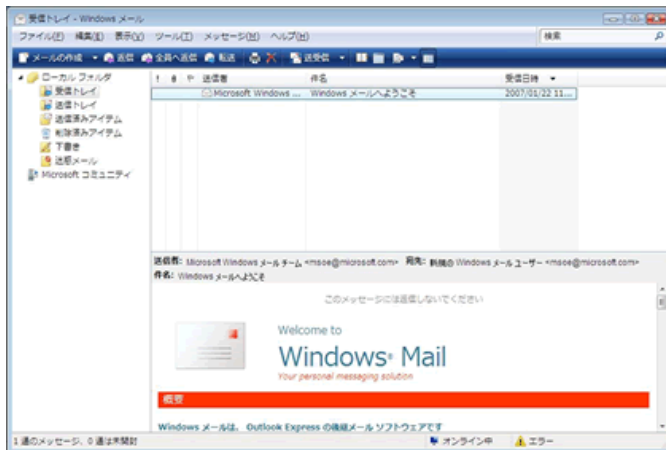 受信トレイ - Windows メール
ファイル(F) 編集(E) 表示(V) ツール(T) メッセージ(M) ヘルプ(H) 検索
メールの作成 返信 全員へ返信 転送 送受信
ローカル フォルダ
受信トレイ
送信トレイ
送信済みアイテム
削除済みアイテム
下書き
迷惑メール
Microsoft コミュニティ
! 送信者 件名 受信日時
Microsoft Windows ... Windows メールへようこそ 2007/01/22 11...
送信者: Microsoft Windows メール チーム <msoe@microsoft.com> 宛先: 新規の Windows メール ユーザー <msoe@microsoft.com>
件名: Windows メールへようこそ
このメッセージには返信しないでください
Welcome to
Windows® Mail
Your personal messaging solution
概要
Windows メールは、 Outlook Express の後継メール ソフトウェアです
1 通のメッセージ、0 通は未開封 オンライン中 エラー